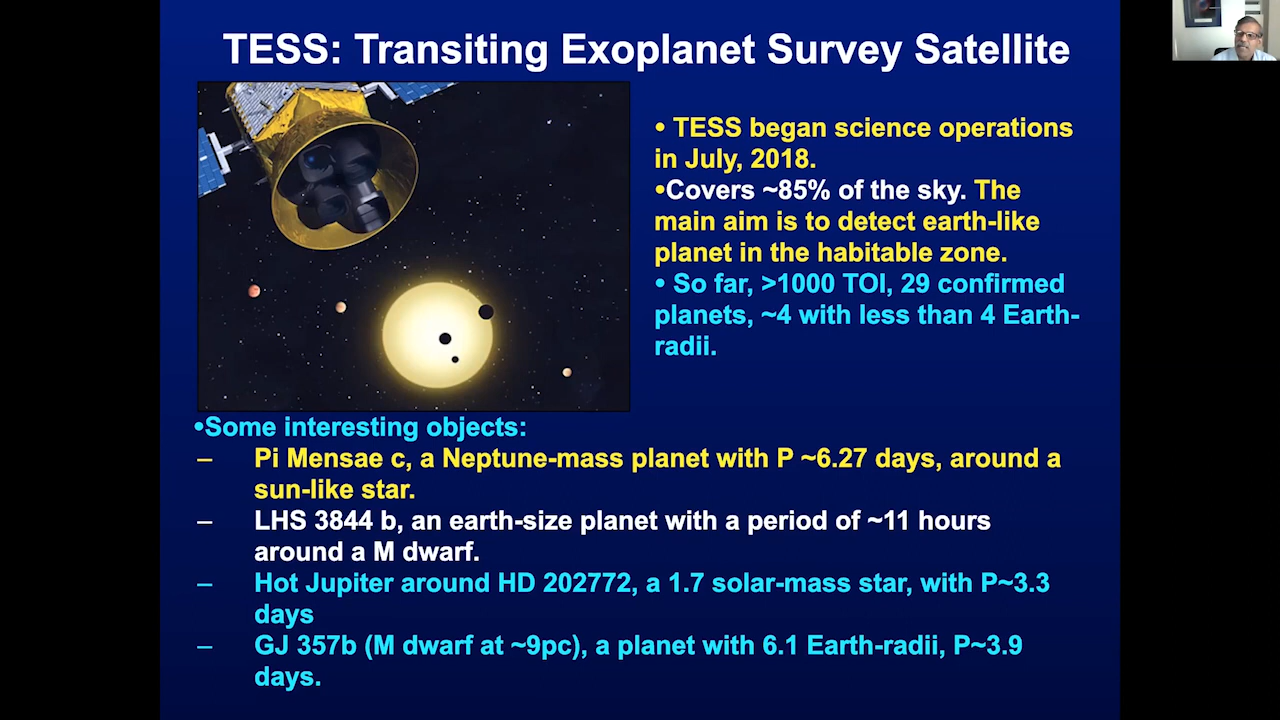 TESS: Transiting Exoplanet Survey Satellite
• TESS began science operations
in July, 2018.
•Covers ~85% of the sky. The
main aim is to detect earth-like
planet in the habitable zone.
• So far, >1000 TOI, 29 confirmed
planets, ~4 with less than 4 Earth-
radii.
•Some interesting objects:
– Pi Mensae c, a Neptune-mass planet with P ~6.27 days, around a
sun-like star.
– LHS 3844 b, an earth-size planet with a period of ~11 hours
around a M dwarf.
– Hot Jupiter around HD 202772, a 1.7 solar-mass star, with P~3.3
days
– GJ 357b (M dwarf at ~9pc), a planet with 6.1 Earth-radii, P~3.9
days.